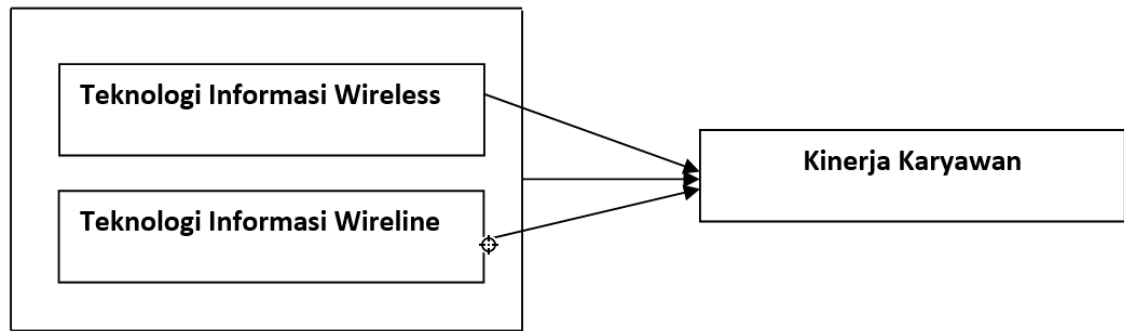 Teknologi Informasi Wireless
Kinerja Karyawan
Teknologi Informasi Wireline